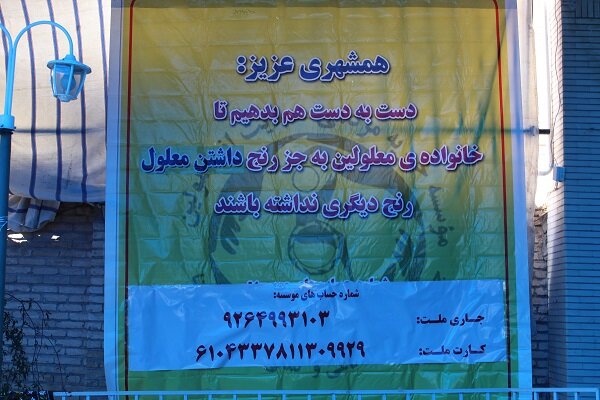 همشهری عزیز:
دست به دست هم بدهیم تا
خانواده ی معلولین به جز رنج داشتن معلول
رنج دیگری نداشته باشند
شماره حساب های موسسه:
جاری ملت: ۹۲۶۴۹۹۳۱۰۳
کارت ملت: ۶۱۰۴۳۳۷۸۱۱۳۰۹۹۲۹